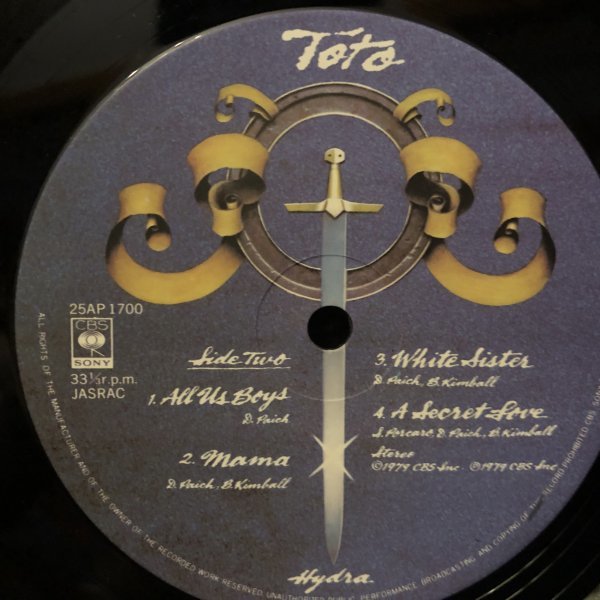 Toto
25AP 1700
CBS
SONY
33⅓r.p.m.
JASRAC
Side Two
1. All Us Boys
D. Paich
2. Mama
D. Paich, B. Kimball
3. White Sister
D. Paich, B. Kimball
4. A Secret Love
S. Porcaro, D. Paich, B. Kimball
Stereo
©1979 CBS Inc. ℗1979 CBS Inc.
Hydra
ALL RIGHTS OF THE MANUFACTURER AND OF THE OWNER OF THE RECORDED WORK RESERVED. UNAUTHORIZED PUBLIC PERFORMANCE, BROADCASTING AND COPYING OF THE RECORD PROHIBITED CBS